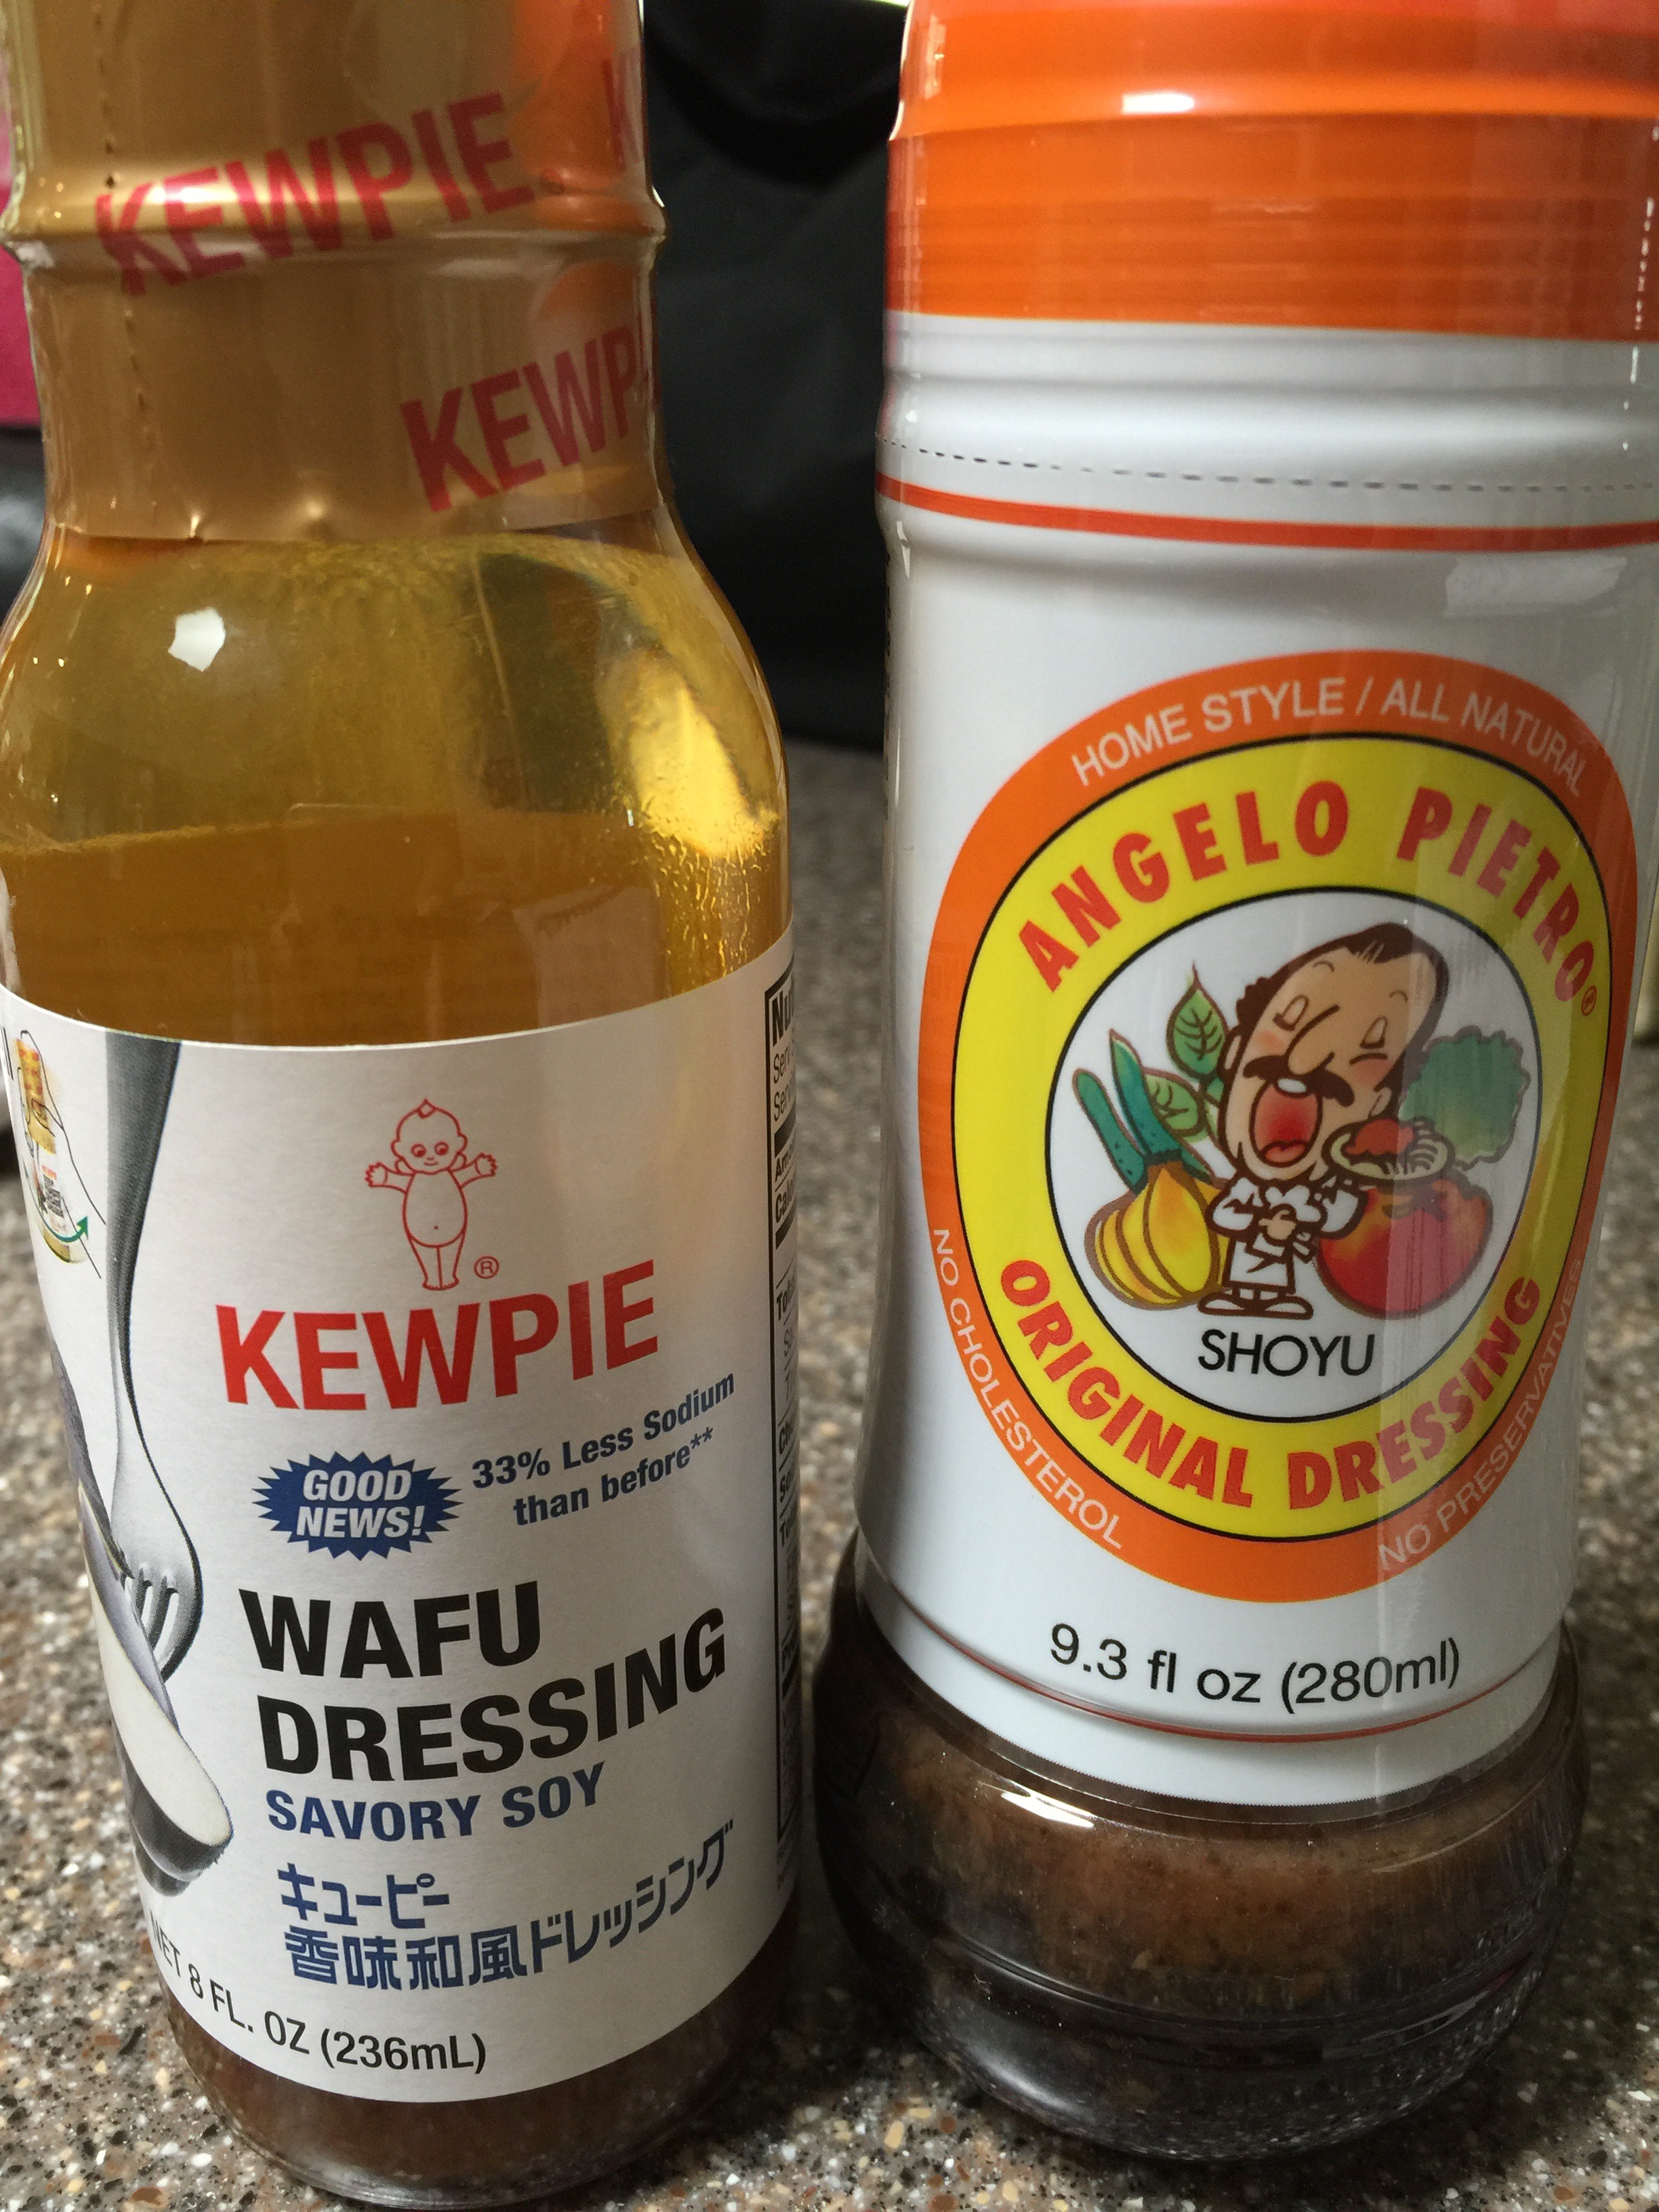 KEWPIE
KEWP
KEWPIE
®
GOOD
NEWS!
33% Less Sodium
than before**
WAFU
DRESSING
SAVORY SOY
キューピー
香味和風ドレッシング
NET 8 FL. OZ (236mL)
HOME STYLE / ALL NATURAL
ANGELO PIETRO®
SHOYU
ORIGINAL DRESSING
NO CHOLESTEROL
NO PRESERVATIVES
9.3 fl oz (280ml)